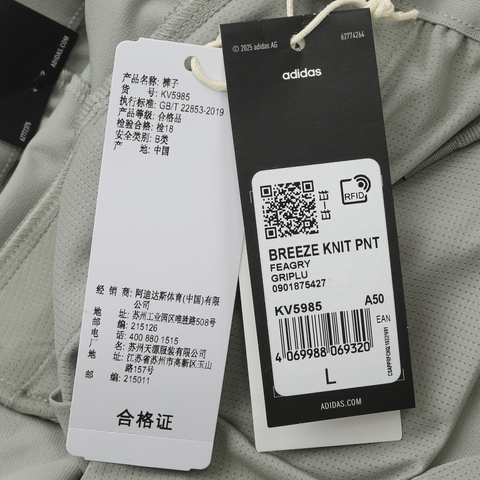 产品名称: 裤子
货 号: KV5985
执行标准: GB/T 22853-2019
产品等级: 合格品
检验合格: 检18
安全类别: B类
产 地: 中国
经 销 商: 阿迪达斯体育(中国)有限
公司
地 址: 苏州工业园区唯胜路508号
邮 编: 215126
电 话: 400 880 1515
厂 名: 苏州天源服装有限公司
地 址: 江苏省苏州市高新区玉山
路157号
邮 编: 215011
合格证
© 2025 adidas AG
62774264
adidas
RFID
BREEZE KNIT PNT
FEAGRY
GRIPLU
0901875427
KV5985 A50
EAN
4 069988 069320
L
ADIDAS.COM
ADIDAS.COM